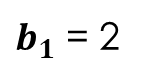 b₁ = 2